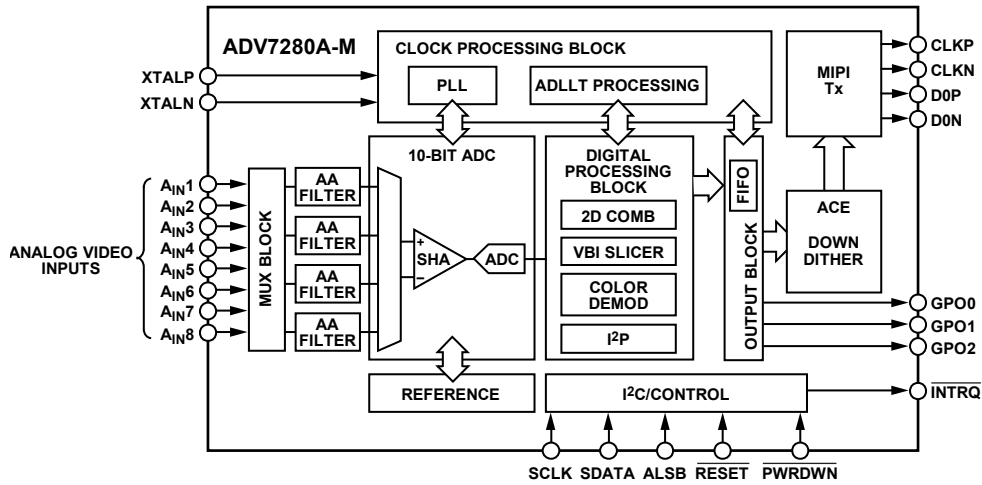 ADV7280A-M
CLOCK PROCESSING BLOCK
PLL
ADLLT PROCESSING
XTALP
XTALN
MIPI
Tx
CLKP
CLKN
D0P
D0N
10-BIT ADC
DIGITAL
PROCESSING
BLOCK
2D COMB
VBI SLICER
COLOR
DEMOD
I²P
FIFO
OUTPUT BLOCK
ACE
DOWN
DITHER
ANALOG VIDEO
INPUTS
AIN1
AIN2
AIN3
AIN4
AIN5
AIN6
AIN7
AIN8
MUX BLOCK
AA
FILTER
AA
FILTER
AA
FILTER
AA
FILTER
+
SHA
–
ADC
REFERENCE
I²C/CONTROL
GPO0
GPO1
GPO2
INTRQ
SCLK SDATA ALSB RESET PWRDWN